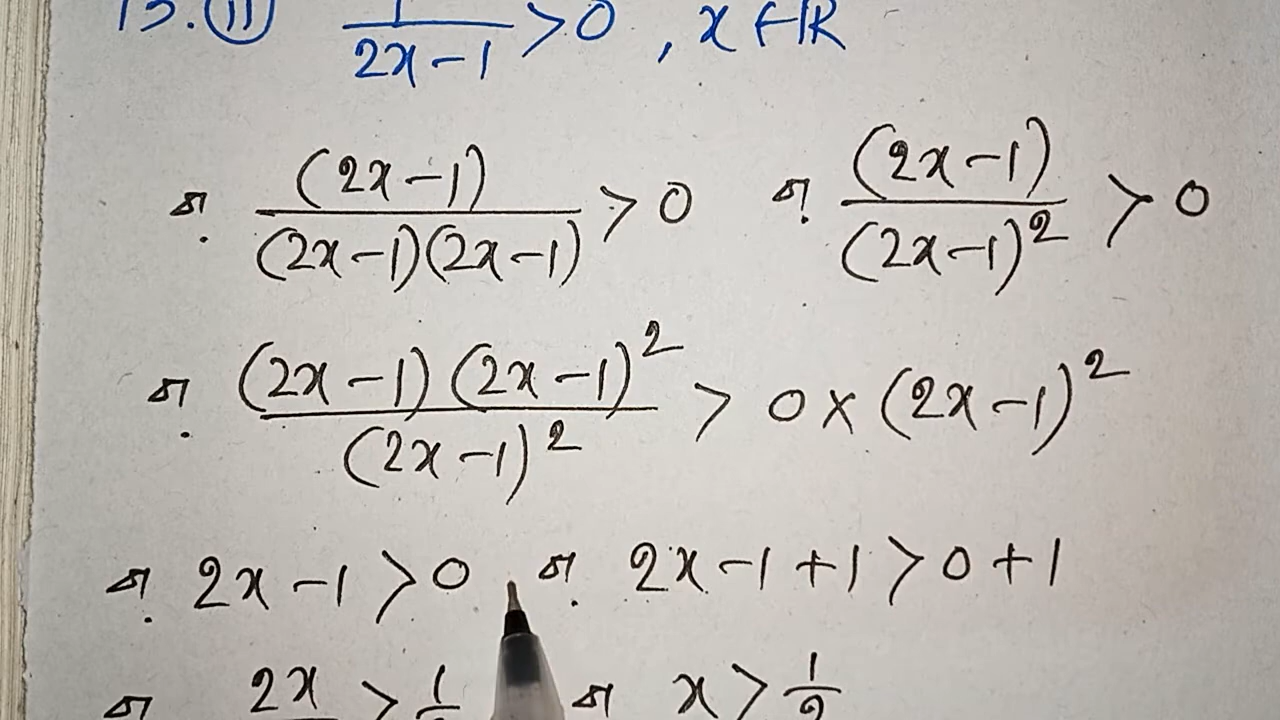 13. (ii) 1/(2x-1) > 0 , x ∈ ℝ
বা, (2x-1)/((2x-1)(2x-1)) > 0 বা, (2x-1)/(2x-1)² > 0
বা, (2x-1)(2x-1)²/(2x-1)² > 0 × (2x-1)²
বা, 2x-1 > 0 বা, 2x-1+1 > 0+1
বা, 2x > 1 বা, x > 1/2